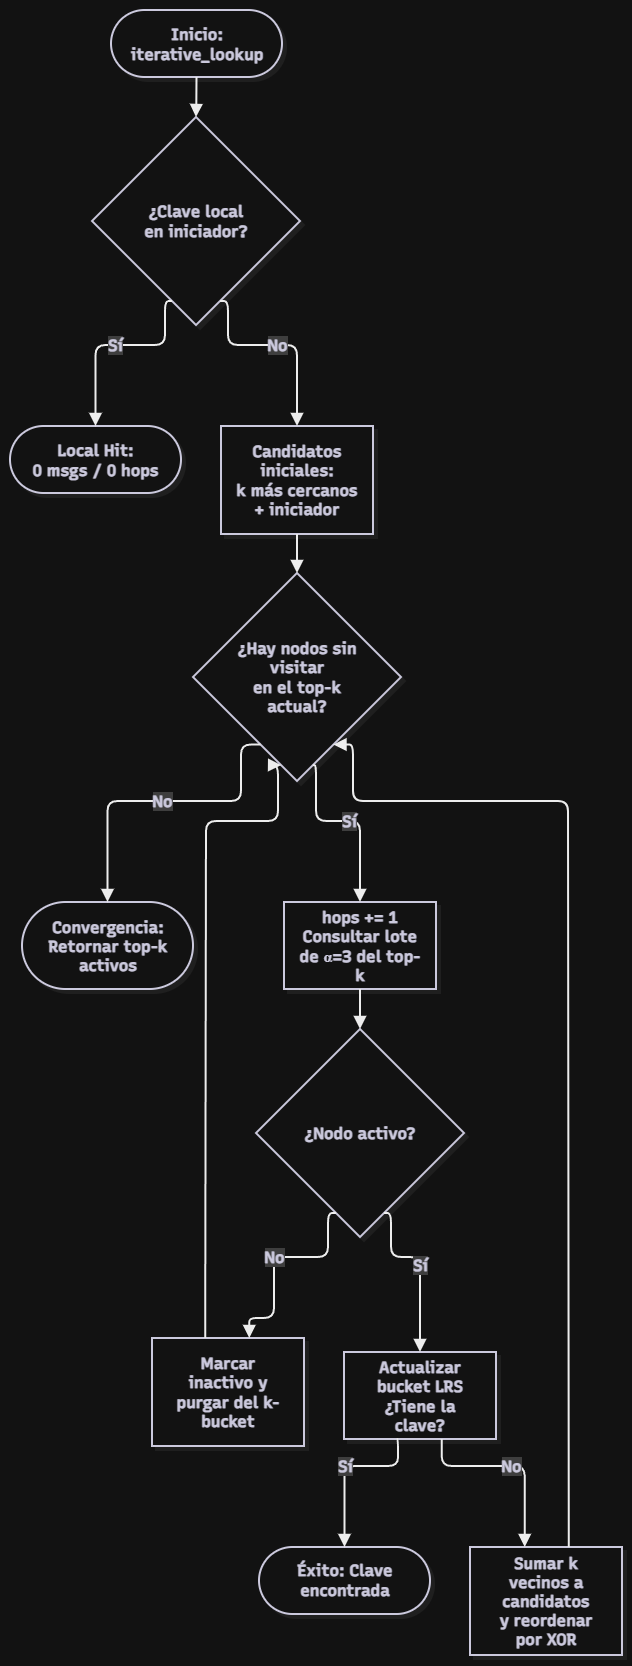 Inicio:
iterative_lookup
¿Clave local
en iniciador?
Sí
No
Local Hit:
0 msgs / 0 hops
Candidatos
iniciales:
k más cercanos
+ iniciador
¿Hay nodos sin
visitar
en el top-k
actual?
No
Sí
Convergencia:
Retornar top-k
activos
hops += 1
Consultar lote
de α=3 del top-
k
¿Nodo activo?
No
Sí
Marcar
inactivo y
purgar del k-
bucket
Actualizar
bucket LRS
¿Tiene la
clave?
Sí
No
Éxito: Clave
encontrada
Sumar k
vecinos a
candidatos
y reordenar
por XOR